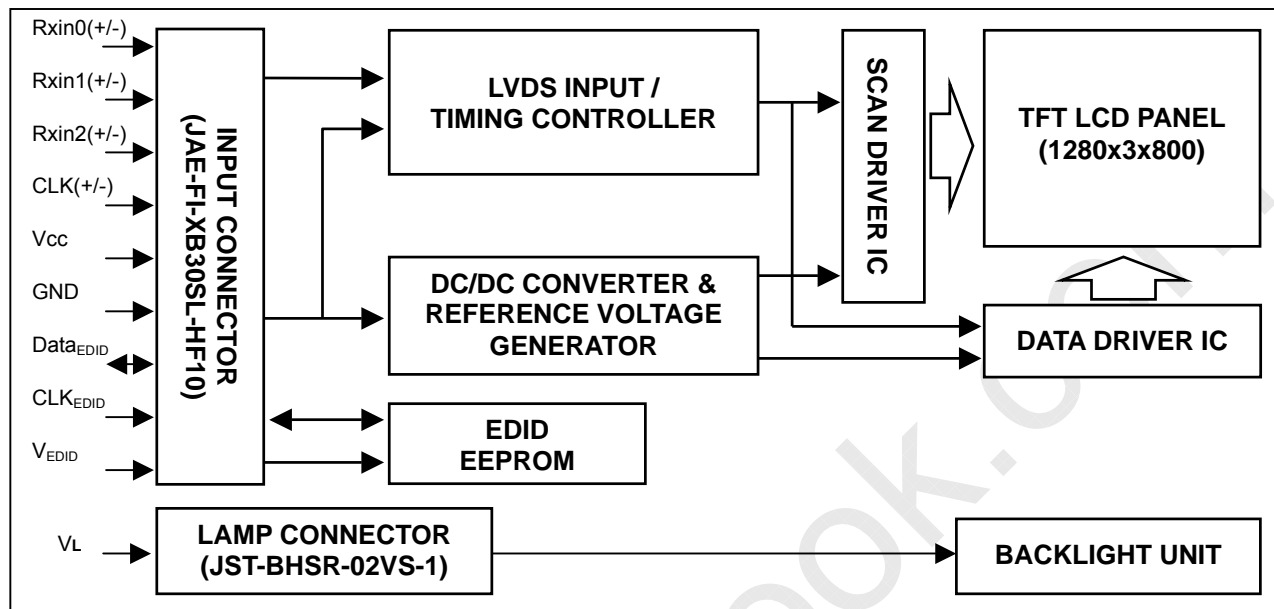 Rxin0(+/-)
Rxin1(+/-)
Rxin2(+/-)
CLK(+/-)
Vcc
GND
DataEDID
CLKEDID
VEDID
VL
INPUT CONNECTOR
(JAE-FI-XB30SL-HF10)
LVDS INPUT /
TIMING CONTROLLER
DC/DC CONVERTER &
REFERENCE VOLTAGE
GENERATOR
EDID
EEPROM
LAMP CONNECTOR
(JST-BHSR-02VS-1)
SCAN DRIVER IC
TFT LCD PANEL
(1280x3x800)
DATA DRIVER IC
BACKLIGHT UNIT
ook.com